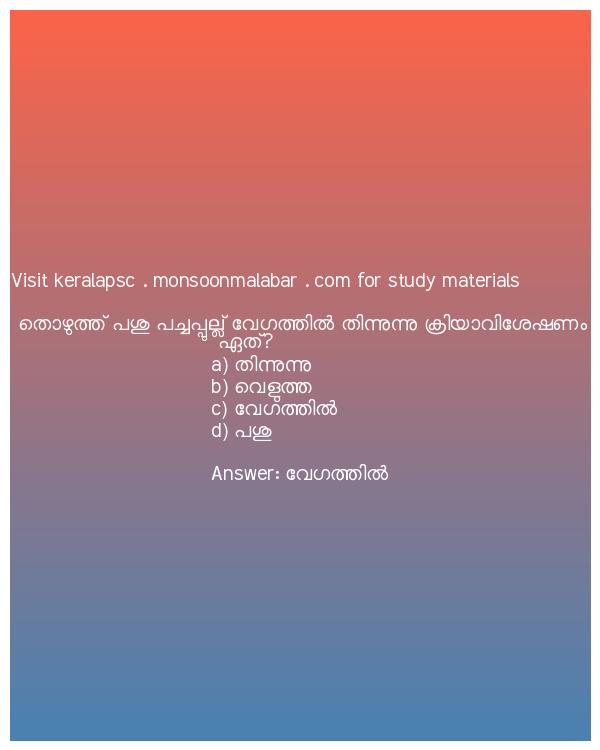 Visit keralapsc . monsoonmalabar . com for study materials
തൊഴുത്ത് പശു പച്ചപ്പുല്ല് വേഗത്തിൽ തിന്നുന്നു ക്രിയാവിശേഷണം
ഏത്?
a) തിന്നുന്നു
b) വെളുത്ത
c) വേഗത്തിൽ
d) പശു
Answer: വേഗത്തിൽ